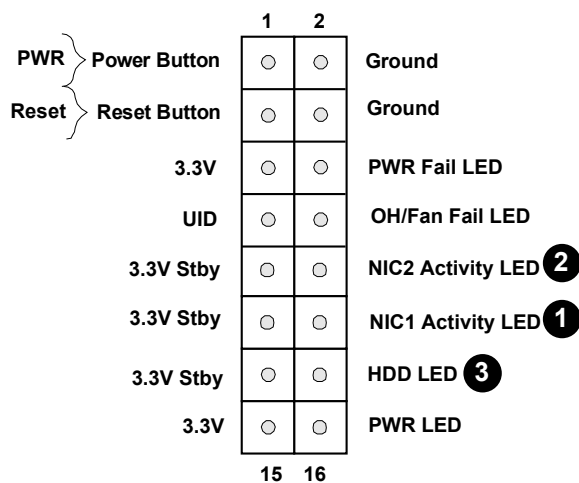 1 2
PWR Power Button Ground
Reset Reset Button Ground
3.3V PWR Fail LED
UID OH/Fan Fail LED
3.3V Stby NIC2 Activity LED 2
3.3V Stby NIC1 Activity LED 1
3.3V Stby HDD LED 3
3.3V PWR LED
15 16